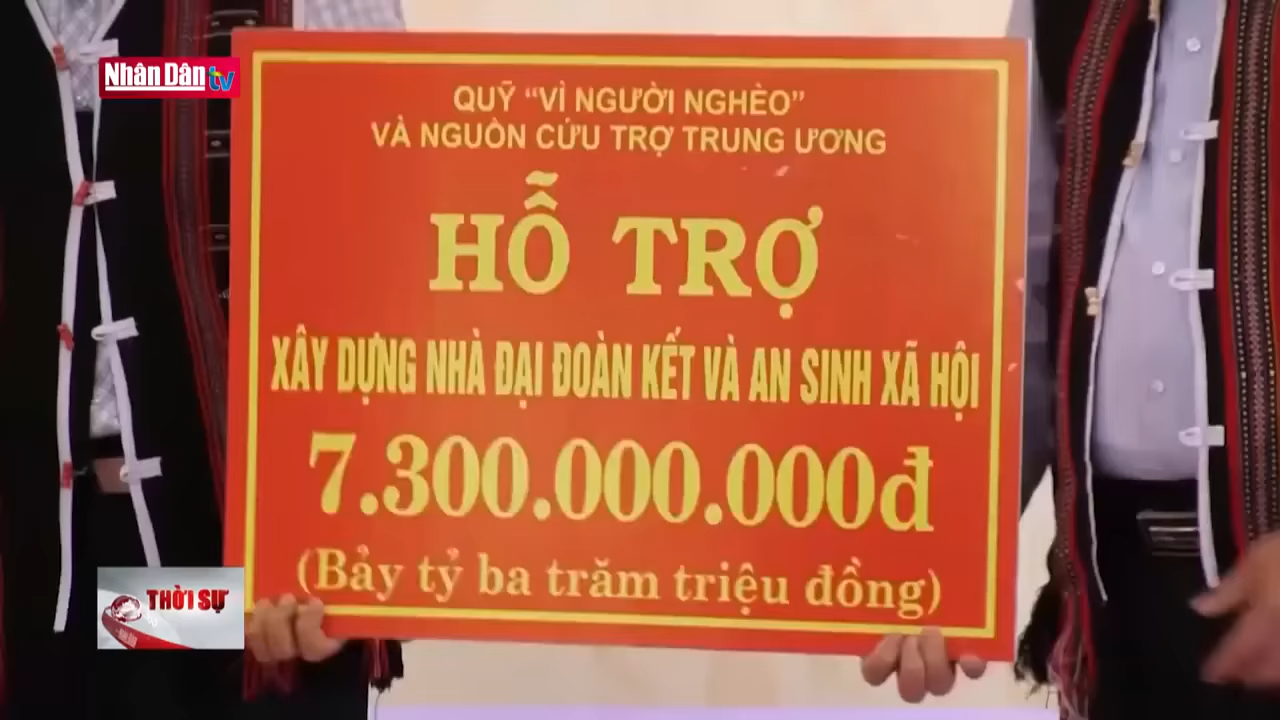 Nhân Dân tv
QUỸ “VÌ NGƯỜI NGHÈO”
VÀ NGUỒN CỨU TRỢ TRUNG ƯƠNG
HỖ TRỢ
XÂY DỰNG NHÀ ĐẠI ĐOÀN KẾT VÀ AN SINH XÃ HỘI
7.300.000.000đ
(Bảy tỷ ba trăm triệu đồng)
THỜI SỰ